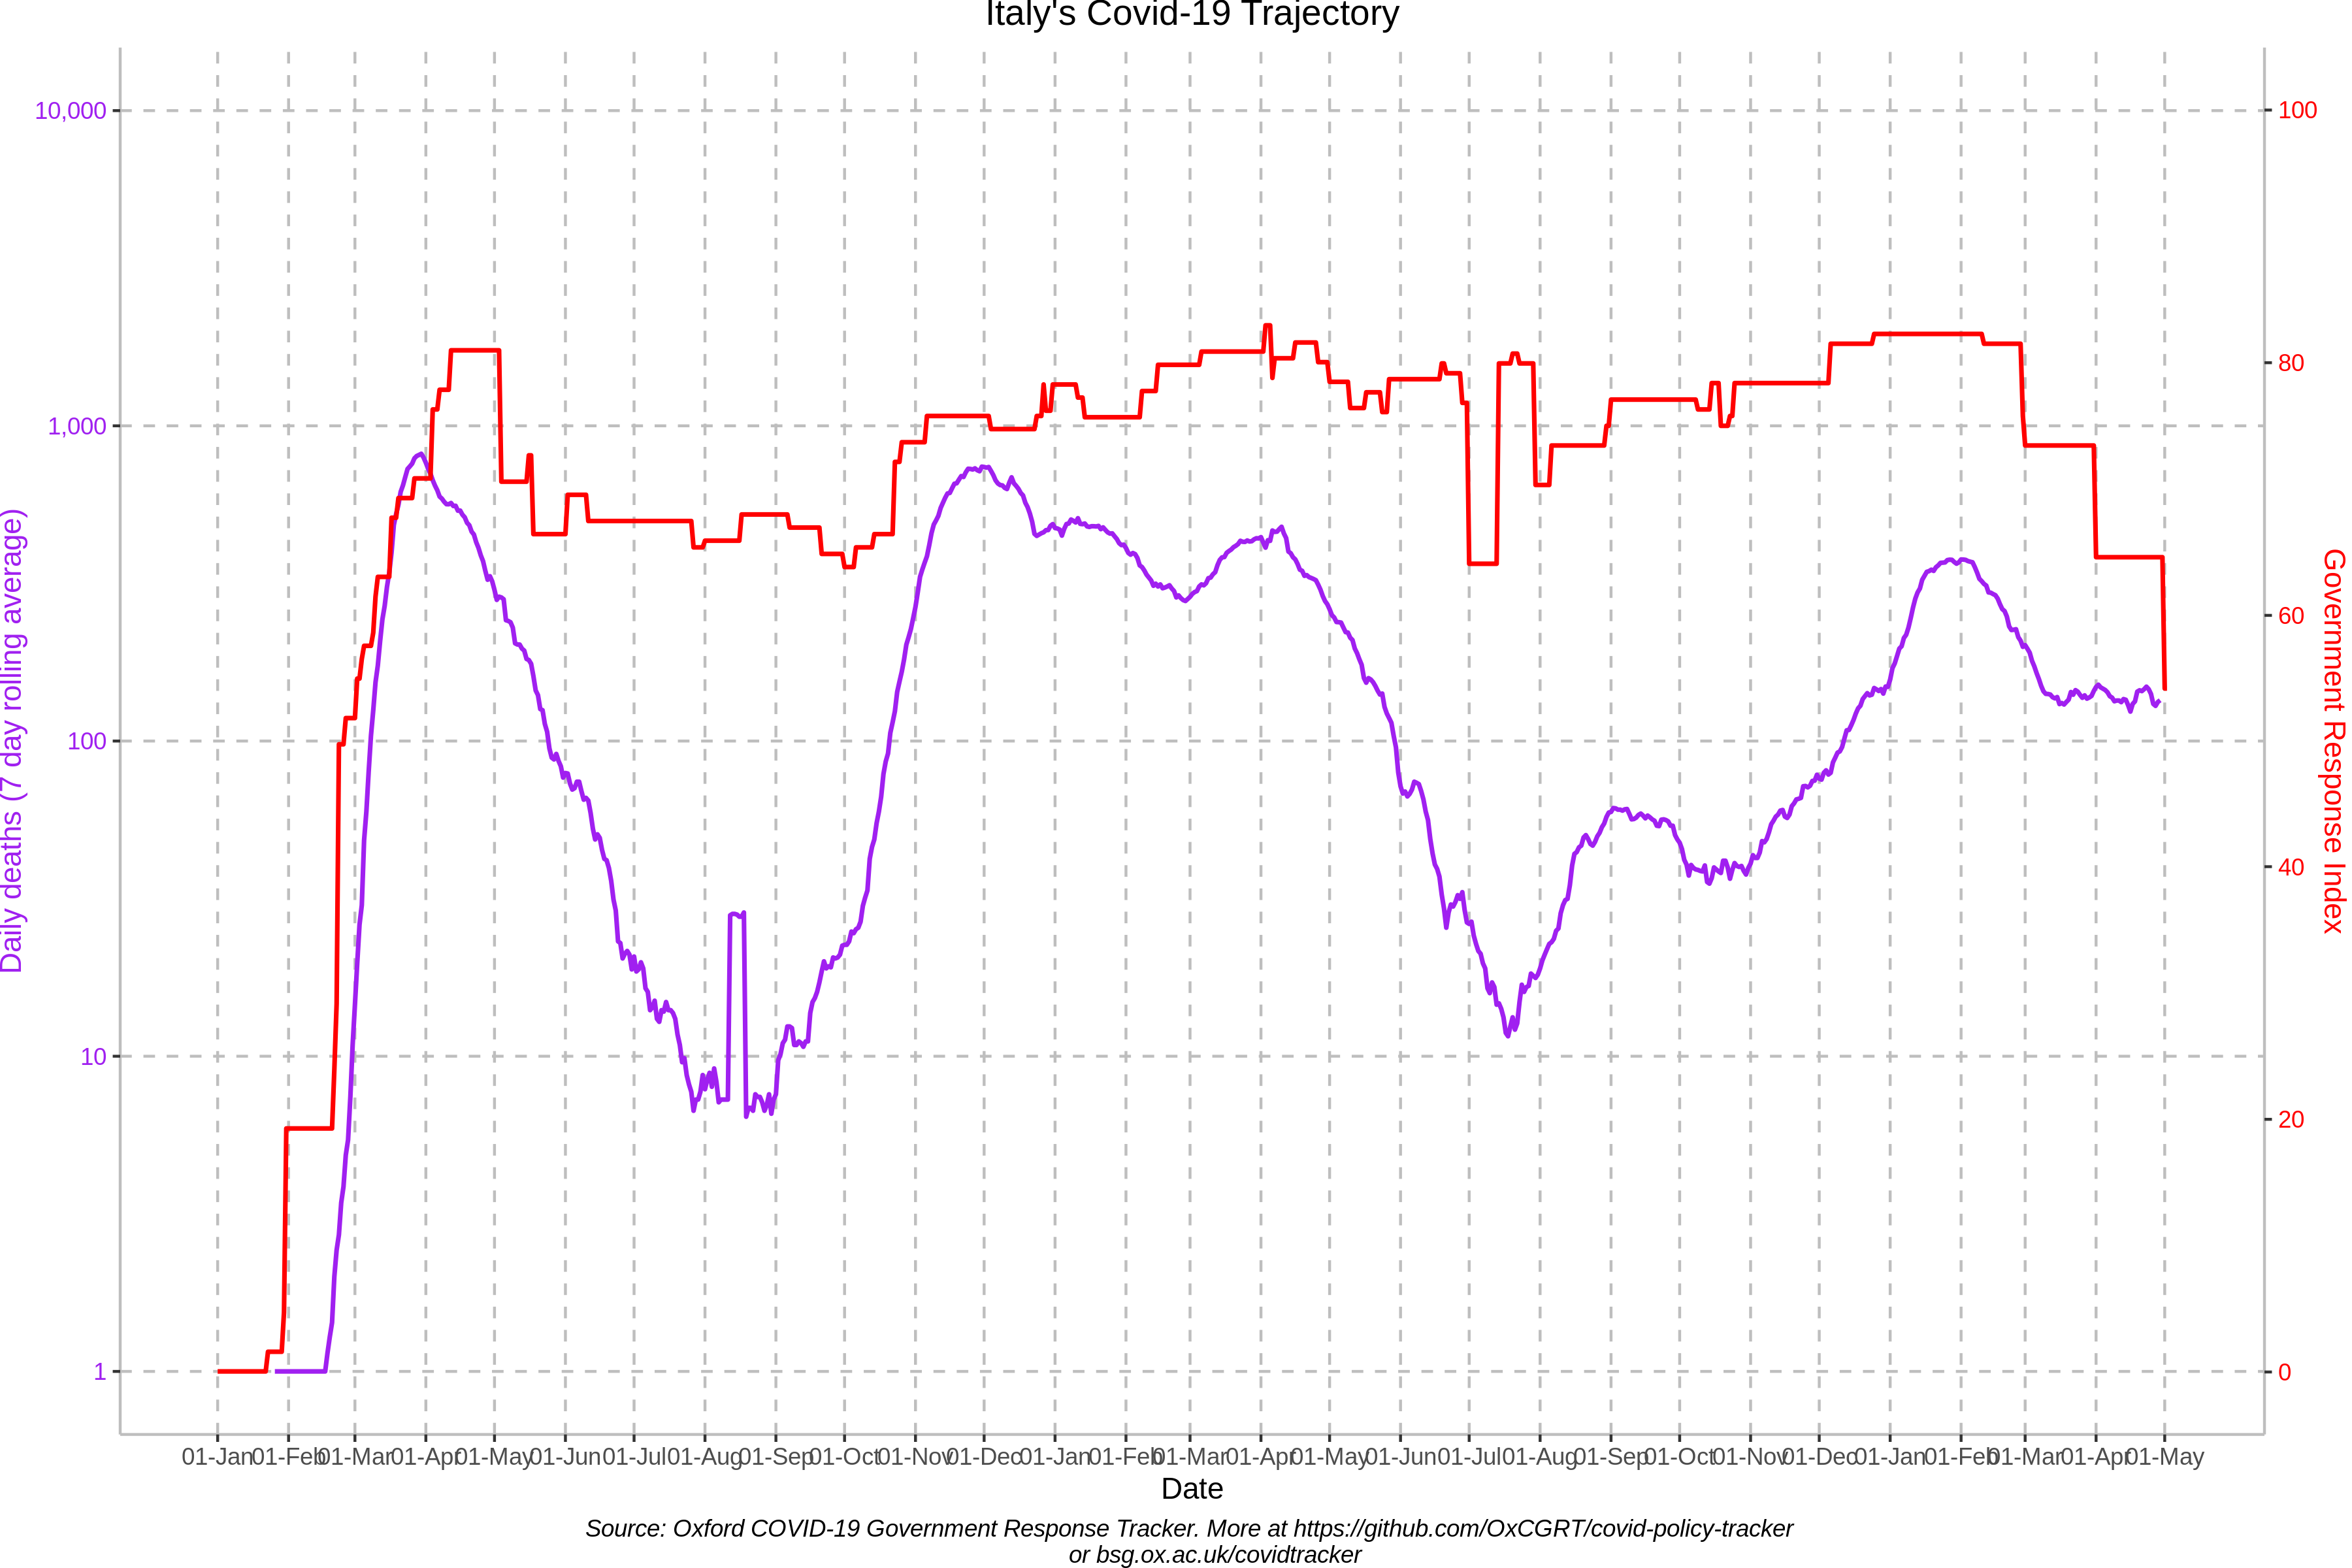 Italy's Covid-19 Trajectory
10,000
1,000
100
10
1
Daily deaths (7 day rolling average)
100
80
60
40
20
0
Government Response Index
01-Jan 01-Feb 01-Mar 01-Apr 01-May 01-Jun 01-Jul 01-Aug 01-Sep 01-Oct 01-Nov 01-Dec 01-Jan 01-Feb 01-Mar 01-Apr 01-May 01-Jun 01-Jul 01-Aug 01-Sep 01-Oct 01-Nov 01-Dec 01-Jan 01-Feb 01-Mar 01-Apr 01-May
Date
Source: Oxford COVID-19 Government Response Tracker. More at https://github.com/OxCGRT/covid-policy-tracker
or bsg.ox.ac.uk/covidtracker